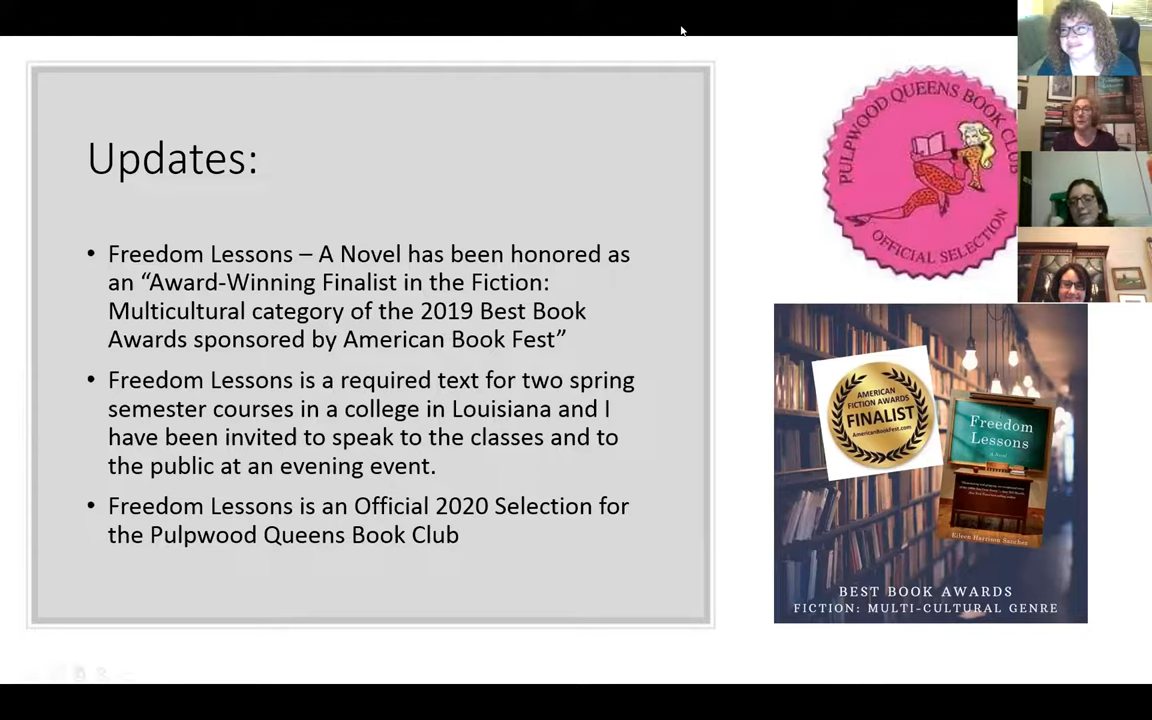 Updates:
• Freedom Lessons – A Novel has been honored as
an “Award-Winning Finalist in the Fiction:
Multicultural category of the 2019 Best Book
Awards sponsored by American Book Fest”
• Freedom Lessons is a required text for two spring
semester courses in a college in Louisiana and I
have been invited to speak to the classes and to
the public at an evening event.
• Freedom Lessons is an Official 2020 Selection for
the Pulpwood Queens Book Club
PULPWOOD QUEENS BOOK CLUB
OFFICIAL SELECTION
AMERICAN
FICTION AWARDS
FINALIST
AmericanBookFest.com
Freedom
Lessons
A Novel
Eileen Harrison Sanchez
BEST BOOK AWARDS
FICTION: MULTI-CULTURAL GENRE